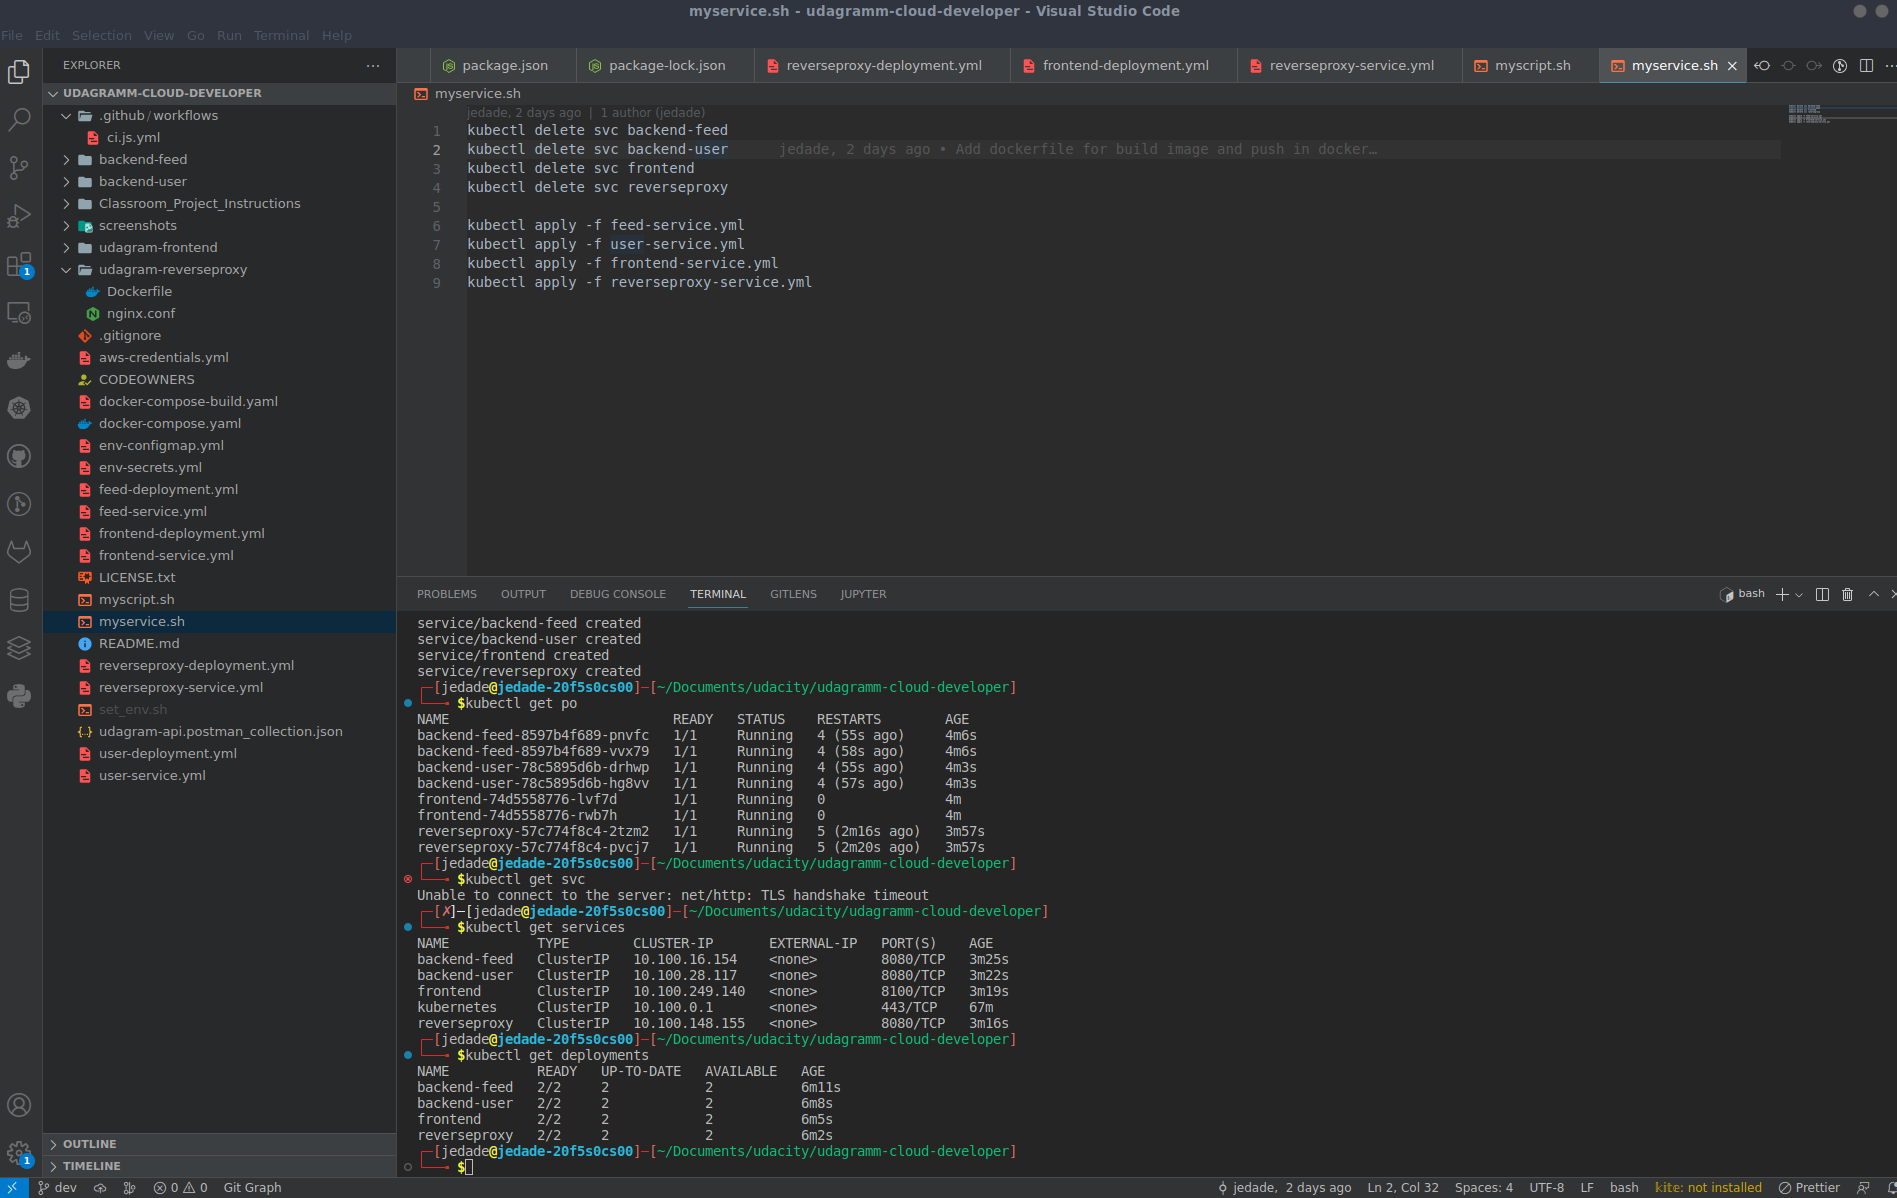 myservice.sh - udagramm-cloud-developer - Visual Studio Code
File Edit Selection View Go Run Terminal Help
EXPLORER
package.json package-lock.json reverseproxy-deployment.yml frontend-deployment.yml reverseproxy-service.yml myscript.sh myservice.sh
UDAGRAMM-CLOUD-DEVELOPER
.github/workflows
ci.js.yml
backend-feed
backend-user
Classroom_Project_Instructions
screenshots
udagram-frontend
udagram-reverseproxy
Dockerfile
nginx.conf
.gitignore
aws-credentials.yml
CODEOWNERS
docker-compose-build.yaml
docker-compose.yaml
env-configmap.yml
env-secrets.yml
feed-deployment.yml
feed-service.yml
frontend-deployment.yml
frontend-service.yml
LICENSE.txt
myscript.sh
myservice.sh
README.md
reverseproxy-deployment.yml
reverseproxy-service.yml
set_env.sh
udagram-api.postman_collection.json
user-deployment.yml
user-service.yml
OUTLINE
TIMELINE
1
1
myservice.sh
jedade, 2 days ago | 1 author (jedade)
1 kubectl delete svc backend-feed
2 kubectl delete svc backend-user jedade, 2 days ago • Add dockerfile for build image and push in docker…
3 kubectl delete svc frontend
4 kubectl delete svc reverseproxy
5
6 kubectl apply -f feed-service.yml
7 kubectl apply -f user-service.yml
8 kubectl apply -f frontend-service.yml
9 kubectl apply -f reverseproxy-service.yml
PROBLEMS OUTPUT DEBUG CONSOLE TERMINAL GITLENS JUPYTER bash
service/backend-feed created
service/backend-user created
service/frontend created
service/reverseproxy created
[jedade@jedade-20f5s0cs00]─[~/Documents/udacity/udagramm-cloud-developer]
$kubectl get po
NAME READY STATUS RESTARTS AGE
backend-feed-8597b4f689-pnvfc 1/1 Running 4 (55s ago) 4m6s
backend-feed-8597b4f689-vvx79 1/1 Running 4 (58s ago) 4m6s
backend-user-78c5895d6b-drhwp 1/1 Running 4 (55s ago) 4m3s
backend-user-78c5895d6b-hg8vv 1/1 Running 4 (57s ago) 4m3s
frontend-74d5558776-lvf7d 1/1 Running 0 4m
frontend-74d5558776-rwb7h 1/1 Running 0 4m
reverseproxy-57c774f8c4-2tzm2 1/1 Running 5 (2m16s ago) 3m57s
reverseproxy-57c774f8c4-pvcj7 1/1 Running 5 (2m20s ago) 3m57s
[jedade@jedade-20f5s0cs00]─[~/Documents/udacity/udagramm-cloud-developer]
$kubectl get svc
Unable to connect to the server: net/http: TLS handshake timeout
[✗]─[jedade@jedade-20f5s0cs00]─[~/Documents/udacity/udagramm-cloud-developer]
$kubectl get services
NAME TYPE CLUSTER-IP EXTERNAL-IP PORT(S) AGE
backend-feed ClusterIP 10.100.16.154 <none> 8080/TCP 3m25s
backend-user ClusterIP 10.100.28.117 <none> 8080/TCP 3m22s
frontend ClusterIP 10.100.249.140 <none> 8100/TCP 3m19s
kubernetes ClusterIP 10.100.0.1 <none> 443/TCP 67m
reverseproxy ClusterIP 10.100.148.155 <none> 8080/TCP 3m16s
[jedade@jedade-20f5s0cs00]─[~/Documents/udacity/udagramm-cloud-developer]
$kubectl get deployments
NAME READY UP-TO-DATE AVAILABLE AGE
backend-feed 2/2 2 2 6m11s
backend-user 2/2 2 2 6m8s
frontend 2/2 2 2 6m5s
reverseproxy 2/2 2 2 6m2s
[jedade@jedade-20f5s0cs00]─[~/Documents/udacity/udagramm-cloud-developer]
$
dev 0 0 Git Graph jedade, 2 days ago Ln 2, Col 32 Spaces: 4 UTF-8 LF bash kite: not installed Prettier